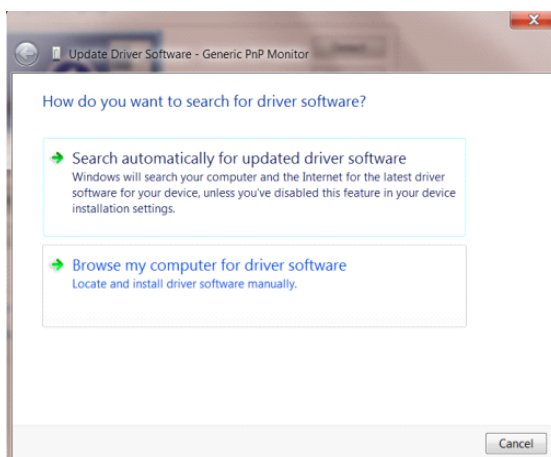 Update Driver Software - Generic PnP Monitor
How do you want to search for driver software?
Search automatically for updated driver software
Windows will search your computer and the Internet for the latest driver
software for your device, unless you've disabled this feature in your device
installation settings.
Browse my computer for driver software
Locate and install driver software manually.
Cancel